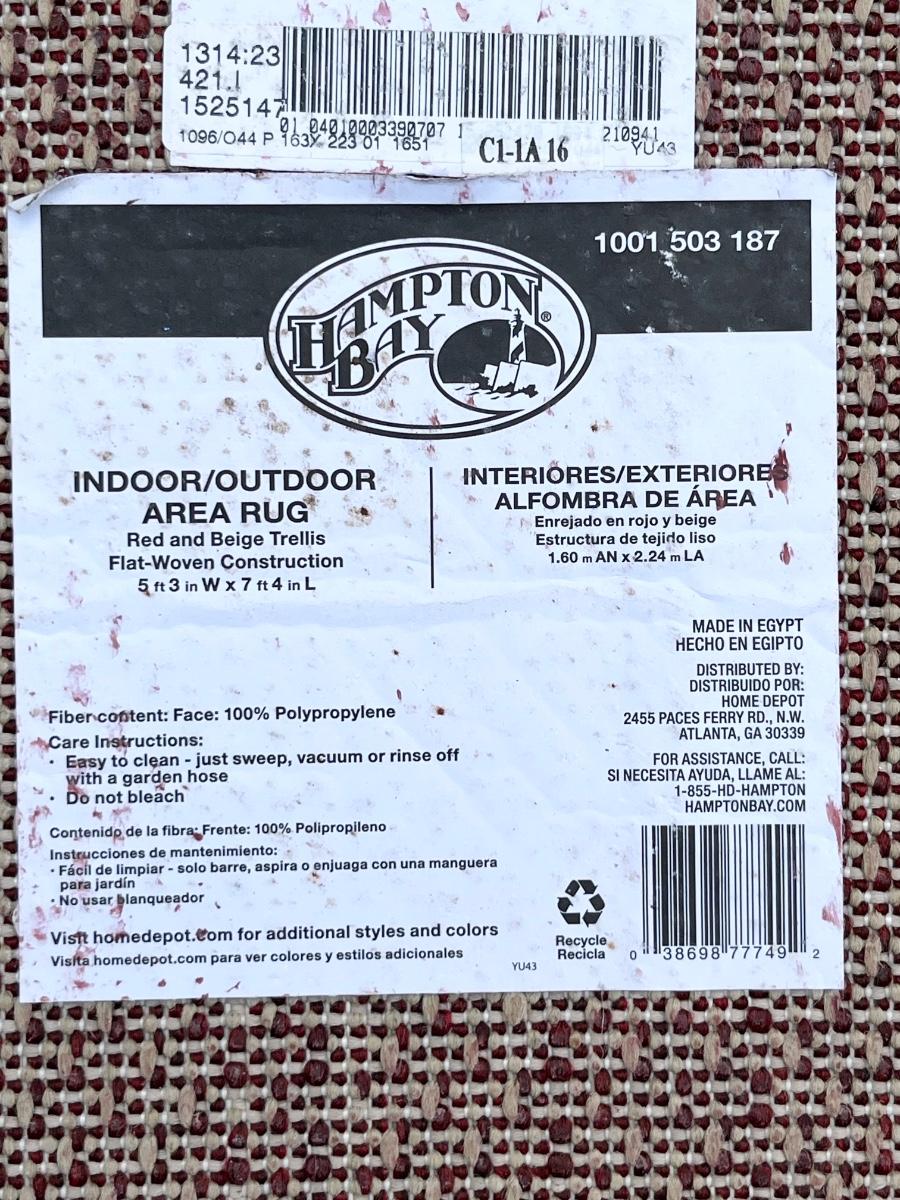 1314:23
421.I
1525147
01 04010003390707 1
210941
1096/O44 P 163X 223 01 1651
C1-1A 16
YU43
1001 503 187
HAMPTON
BAY
®
INDOOR/OUTDOOR
AREA RUG
Red and Beige Trellis
Flat-Woven Construction
5 ft 3 in W x 7 ft 4 in L
INTERIORES/EXTERIORES
ALFOMBRA DE ÁREA
Enrejado en rojo y beige
Estructura de tejido liso
1.60 m AN x 2.24 m LA
MADE IN EGYPT
HECHO EN EGIPTO
DISTRIBUTED BY:
DISTRIBUIDO POR:
HOME DEPOT
2455 PACES FERRY RD., N.W.
ATLANTA, GA 30339
FOR ASSISTANCE, CALL:
SI NECESITA AYUDA, LLAME AL:
1-855-HD-HAMPTON
HAMPTONBAY.COM
Fiber content: Face: 100% Polypropylene
Care Instructions:
• Easy to clean - just sweep, vacuum or rinse off
with a garden hose
• Do not bleach
Contenido de la fibra: Frente: 100% Polipropileno
Instrucciones de mantenimiento:
• Fácil de limpiar - solo barre, aspira o enjuaga con una manguera
para jardín
• No usar blanqueador
Visit homedepot.com for additional styles and colors
Visita homedepot.com para ver colores y estilos adicionales
YU43
Recycle
Recicla
0 38698 77749 2